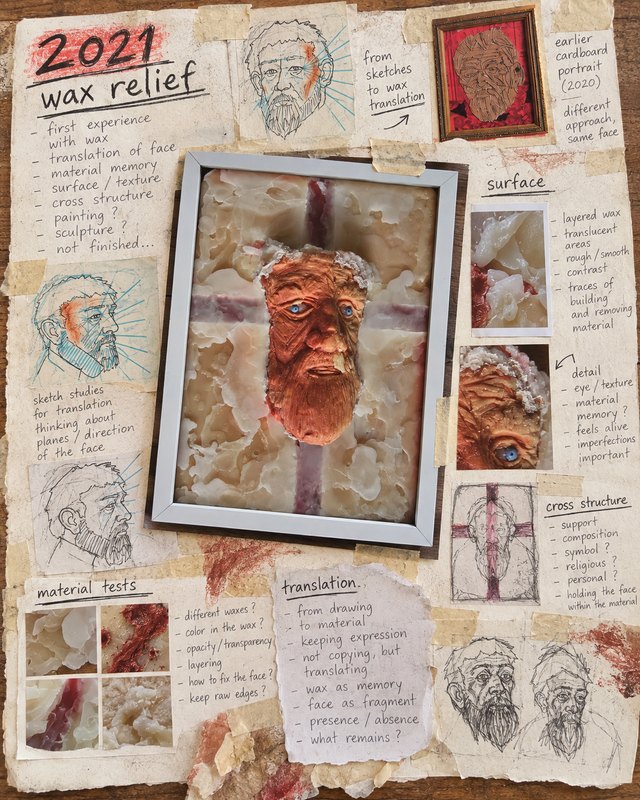 2021
wax relief
- first experience
with wax
- translation of face
- material memory
- surface / texture
- cross structure
- painting ?
- sculpture ?
- not finished...
from
sketches
to wax
translation
earlier
cardboard
portrait
(2020)
different
approach,
same face
surface
- layered wax
- translucent
areas
- rough/smooth
contrast
- traces of
building
and removing
material
detail
- eye/texture
- material
memory ?
- feels alive
- imperfections
important
sketch studies
for translation
thinking about
planes / direction
of the face
cross structure
- support
- composition
- symbol ?
- religious ?
- personal ?
- holding the face
within the material
material tests
- different waxes ?
- color in the wax ?
- opacity/transparency
- layering
- how to fix the face ?
- keep raw edges ?
translation
- from drawing
to material
- keeping expression
- not copying, but
translating
- wax as memory
- face as fragment
- presence / absence
- what remains ?